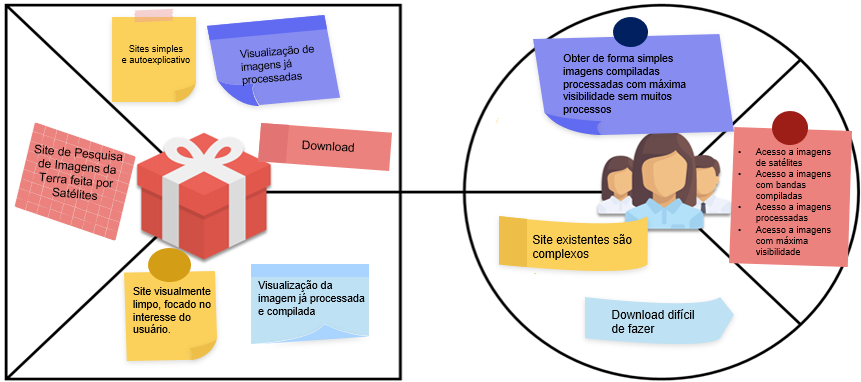 Sites simples
e autoexplicativo
Visualização de
imagens já
processadas
Site de Pesquisa
de Imagens da
Terra feita por
Satélites
Download
Site visualmente
limpo, focado no
interesse do
usuário.
Visualização da
imagem já processada
e compilada
Obter de forma simples
imagens compiladas
processadas com máxima
visibilidade sem muitos
processos
• Acesso a imagens
de satélites
• Acesso a imagens
com bandas
compiladas
• Acesso a imagens
processadas
• Acesso a imagem
com máxima
visibilidade
Site existentes são
complexos
Download difícil
de fazer